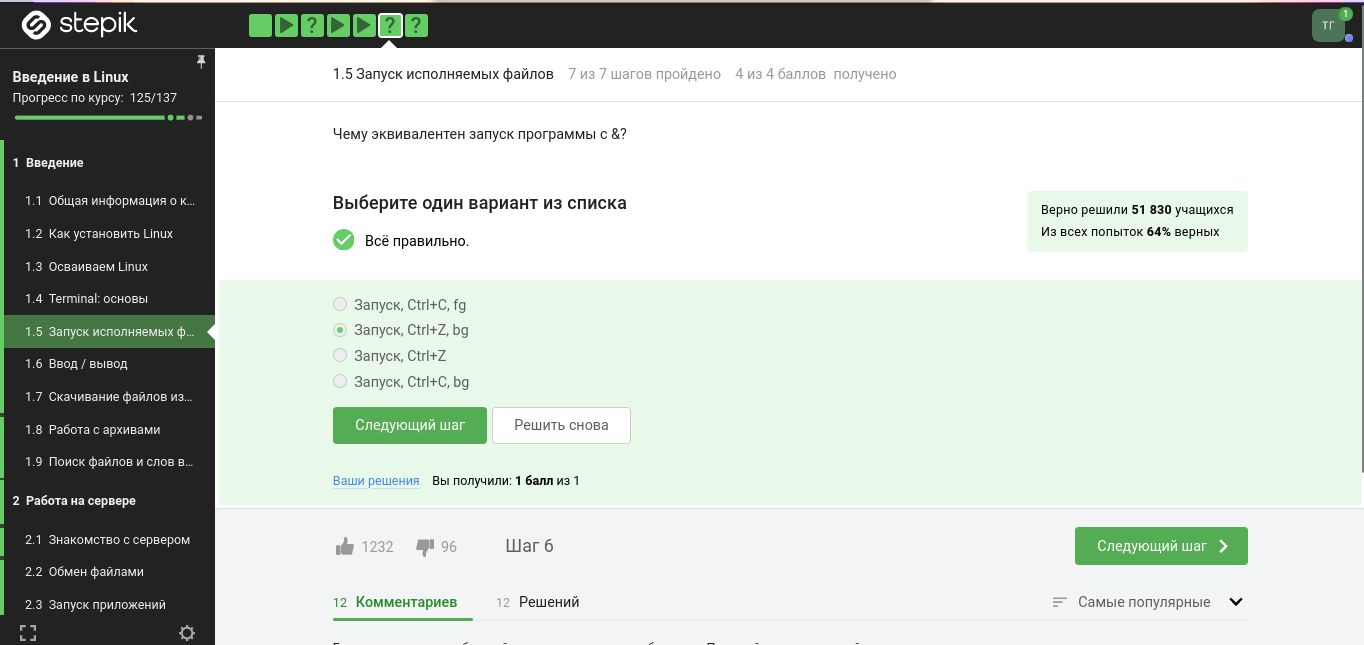 stepik
? ? ?
ТГ 1
Введение в Linux
Прогресс по курсу: 125/137
1 Введение
1.1 Общая информация о к...
1.2 Как установить Linux
1.3 Осваиваем Linux
1.4 Terminal: основы
1.5 Запуск исполняемых ф...
1.6 Ввод / вывод
1.7 Скачивание файлов из...
1.8 Работа с архивами
1.9 Поиск файлов и слов в...
2 Работа на сервере
2.1 Знакомство с сервером
2.2 Обмен файлами
2.3 Запуск приложений
1.5 Запуск исполняемых файлов 7 из 7 шагов пройдено 4 из 4 баллов получено
Чему эквивалентен запуск программы с &?
Выберите один вариант из списка
Всё правильно.
Верно решили 51 830 учащихся
Из всех попыток 64% верных
Запуск, Ctrl+C, fg
Запуск, Ctrl+Z, bg
Запуск, Ctrl+Z
Запуск, Ctrl+C, bg
Следующий шаг Решить снова
Ваши решения Вы получили: 1 балл из 1
1232 96 Шаг 6 Следующий шаг
12 Комментариев 12 Решений Самые популярные